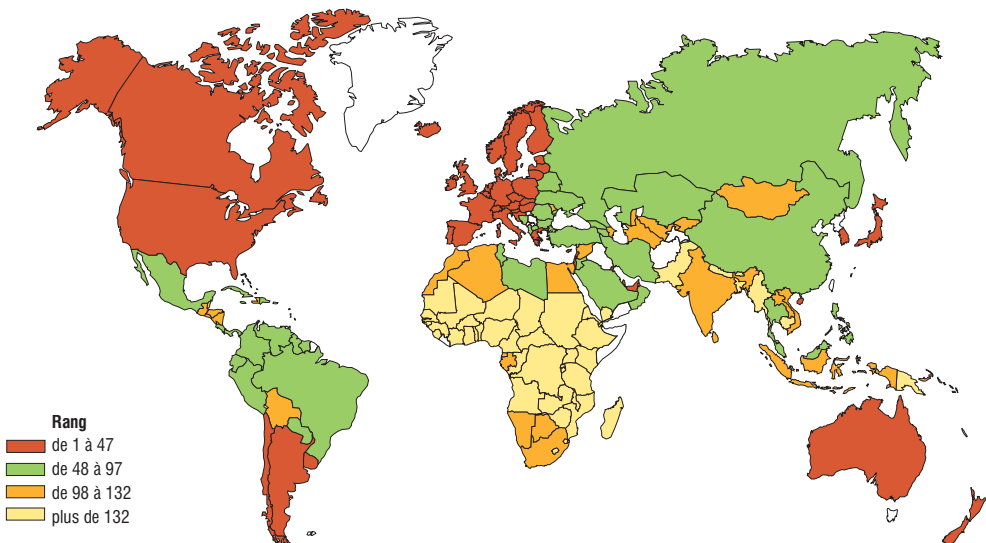 Rang
de 1 à 47
de 48 à 97
de 98 à 132
plus de 132